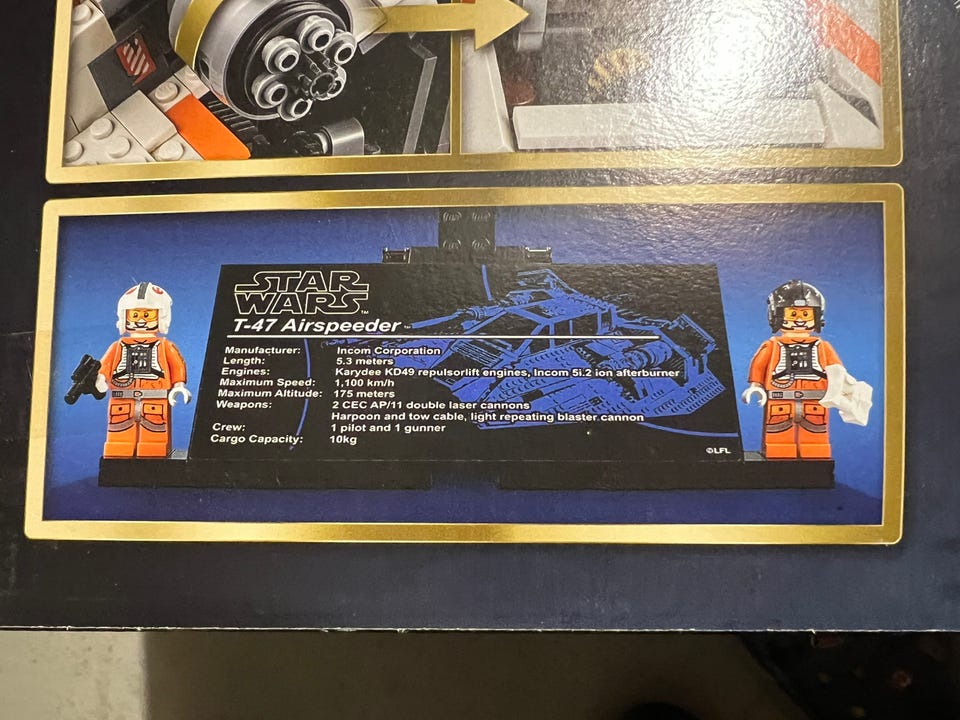 STAR
WARS™
T-47 Airspeeder™
Manufacturer: Incom Corporation
Length: 5.3 meters
Engines: Karydee KD49 repulsorlift engines, Incom 5i.2 ion afterburner
Maximum Speed: 1,100 km/h
Maximum Altitude: 175 meters
Weapons: 2 CEC AP/11 double laser cannons
Harpoon and tow cable, light repeating blaster cannon
Crew: 1 pilot and 1 gunner
Cargo Capacity: 10kg
©LFL